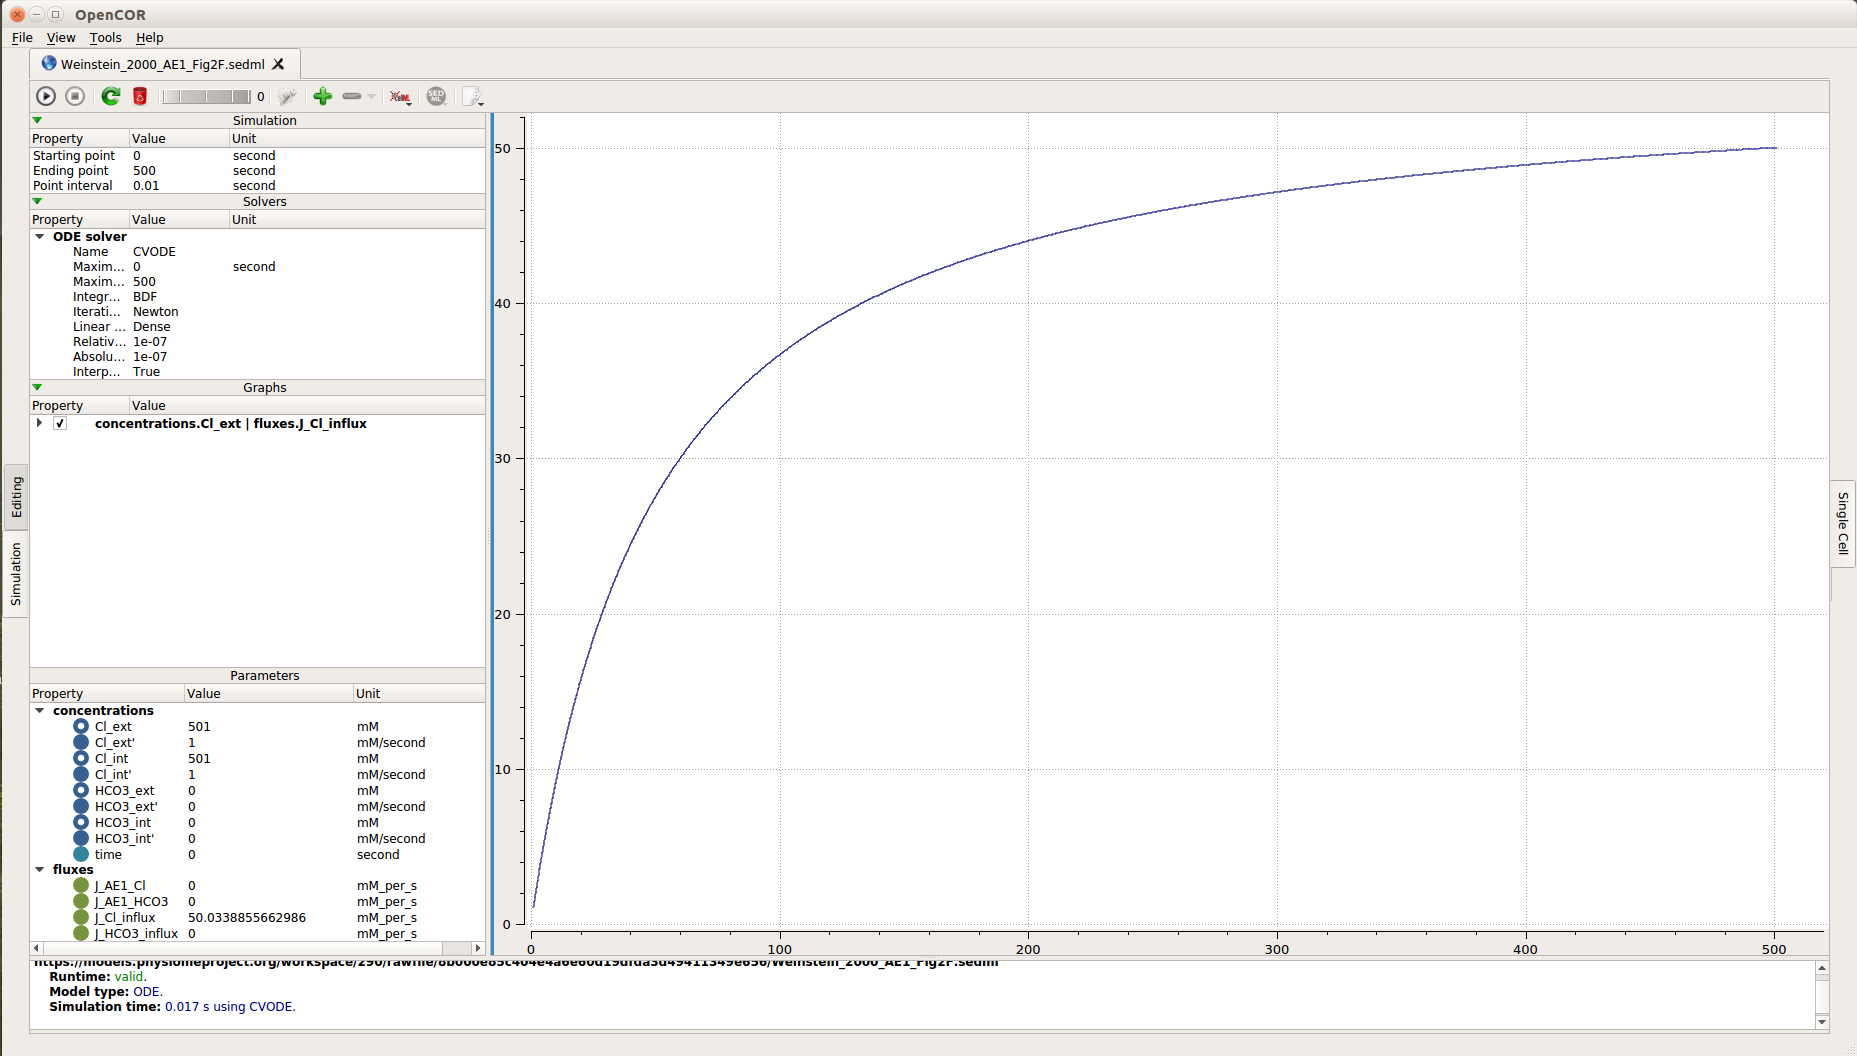 OpenCOR
File View Tools Help
Weinstein_2000_AE1_Fig2F.sedml
0
Simulation
Property Value Unit
Starting point 0 second
Ending point 500 second
Point interval 0.01 second
Solvers
Property Value Unit
ODE solver
Name CVODE
Maxim... 0 second
Maxim... 500
Integr... BDF
Iterati... Newton
Linear ... Dense
Relativ... 1e-07
Absolu... 1e-07
Interp... True
Graphs
Property Value
concentrations.Cl_ext | fluxes.J_Cl_influx
Editing
Simulation
Parameters
Property Value Unit
concentrations
Cl_ext 501 mM
Cl_ext' 1 mM/second
Cl_int 501 mM
Cl_int' 1 mM/second
HCO3_ext 0 mM
HCO3_ext' 0 mM/second
HCO3_int 0 mM
HCO3_int' 0 mM/second
time 0 second
fluxes
J_AE1_Cl 0 mM_per_s
J_AE1_HCO3 0 mM_per_s
J_Cl_influx 50.0338855662986 mM_per_s
J_HCO3_influx 0 mM_per_s
50
40
30
20
10
0
0 100 200 300 400 500
Single Cell
Runtime: valid.
Model type: ODE.
Simulation time: 0.017 s using CVODE.